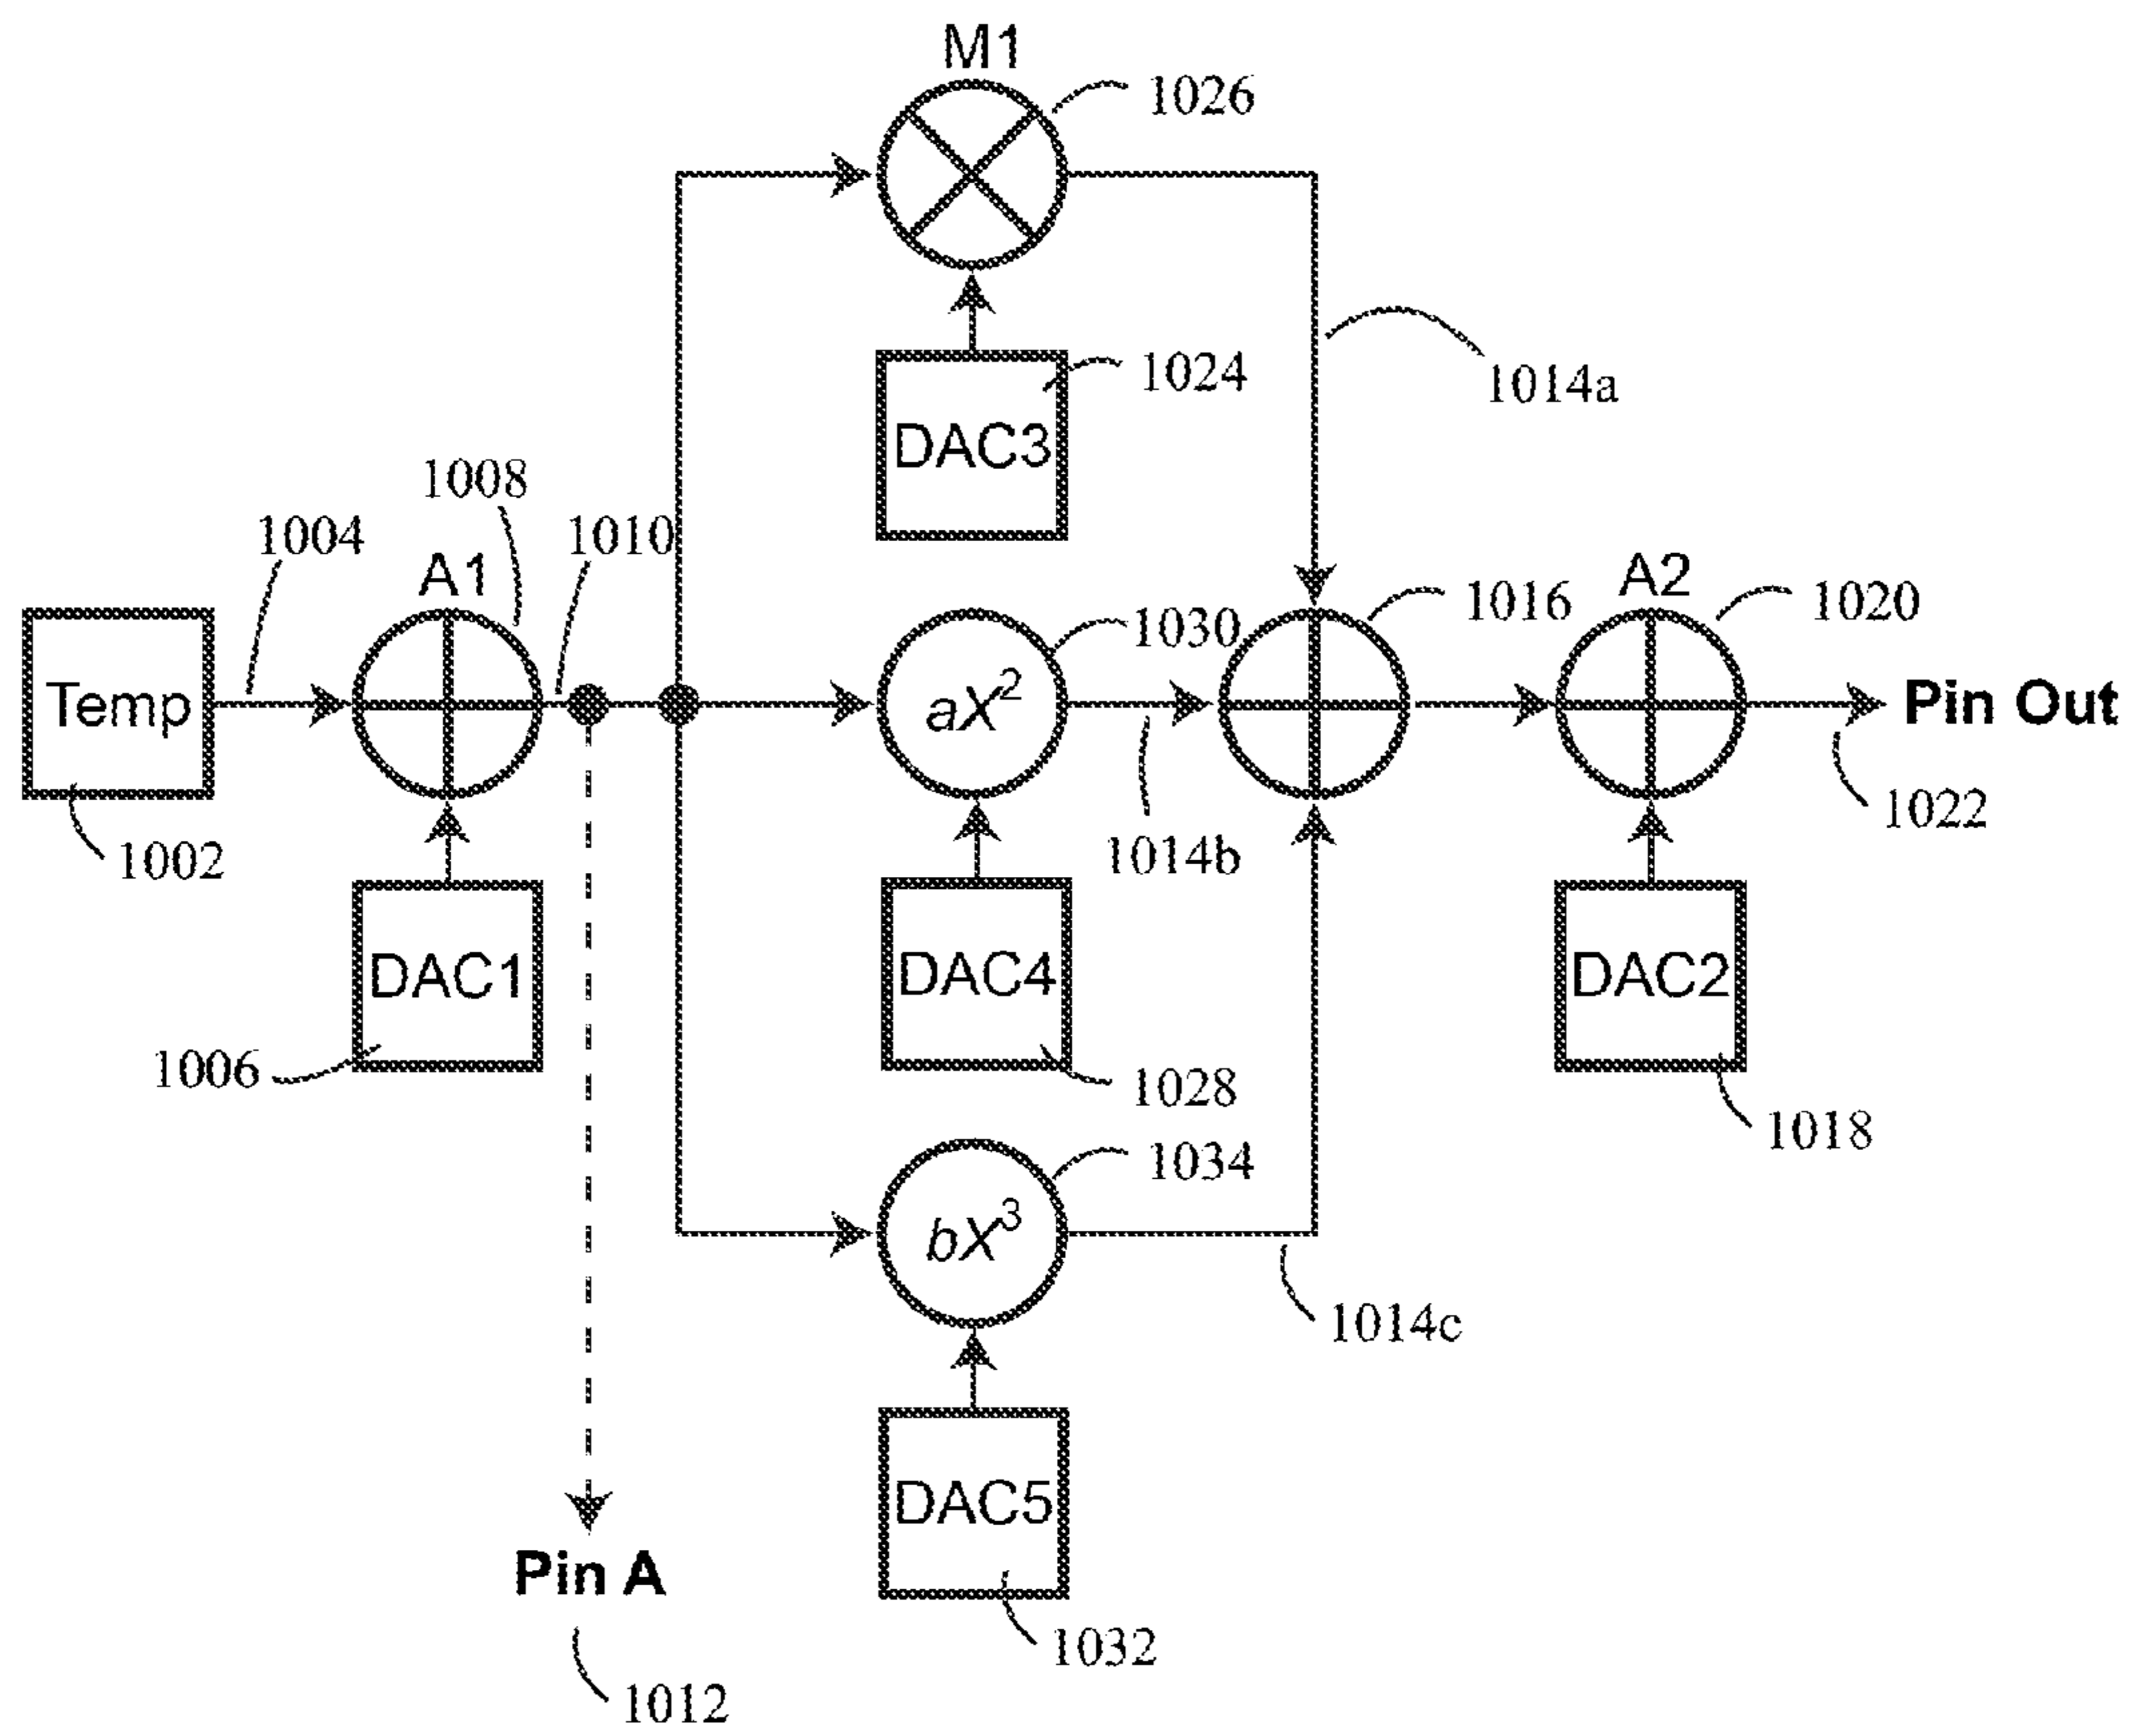 M1
1026
1024
DAC3
1014a
1008
1004
1010
A1
A2
1016
1020
1030
Temp
aX²
Pin Out
1022
1002
1014b
DAC1
DAC4
DAC2
1006
1028
1018
1034
bX³
1014c
DAC5
Pin A
1032
1012